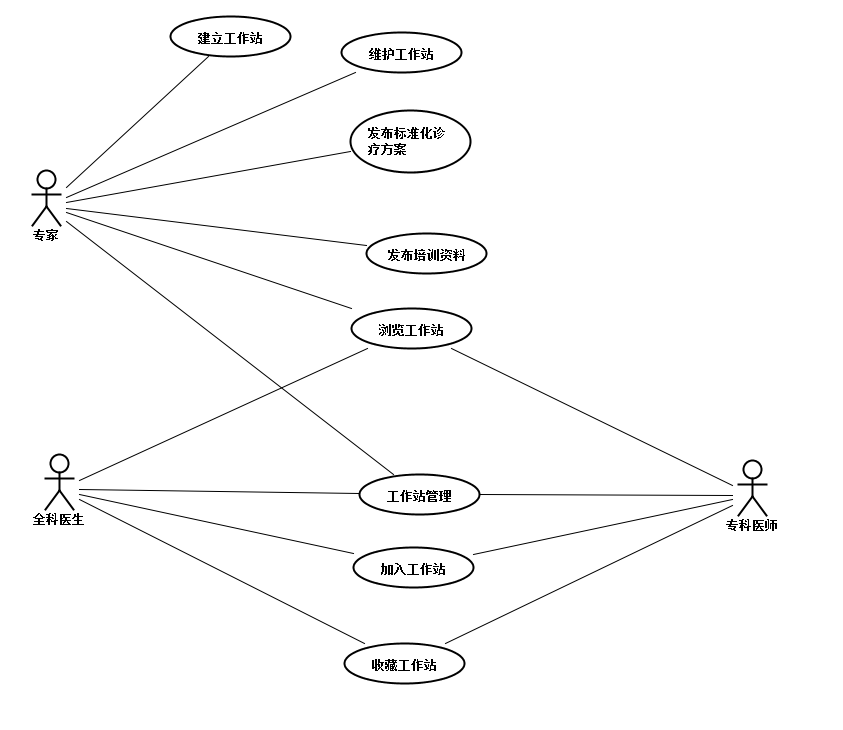 建立工作站
维护工作站
发布标准化诊
疗方案
专家
发布培训资料
浏览工作站
工作站管理
全科医生
专科医师
加入工作站
收藏工作站